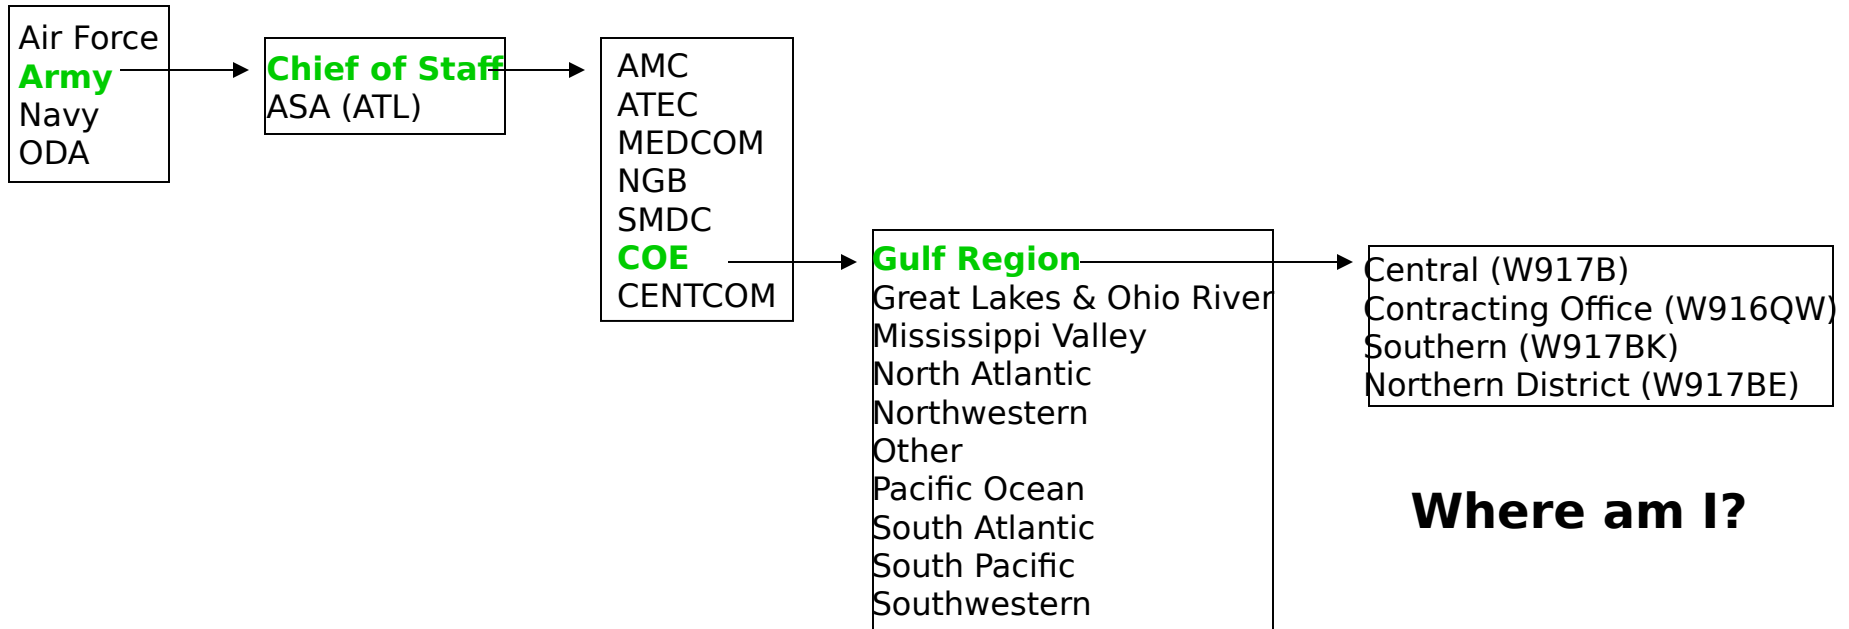 Air Force
Army
Navy
ODA
Chief of Staff
ASA (ATL)
AMC
ATEC
MEDCOM
NGB
SMDC
COE
CENTCOM
Gulf Region
Great Lakes & Ohio River
Mississippi Valley
North Atlantic
Northwestern
Other
Pacific Ocean
South Atlantic
South Pacific
Southwestern
Central (W917B)
Contracting Office (W916QW)
Southern (W917BK)
Northern District (W917BE)
Where am I?